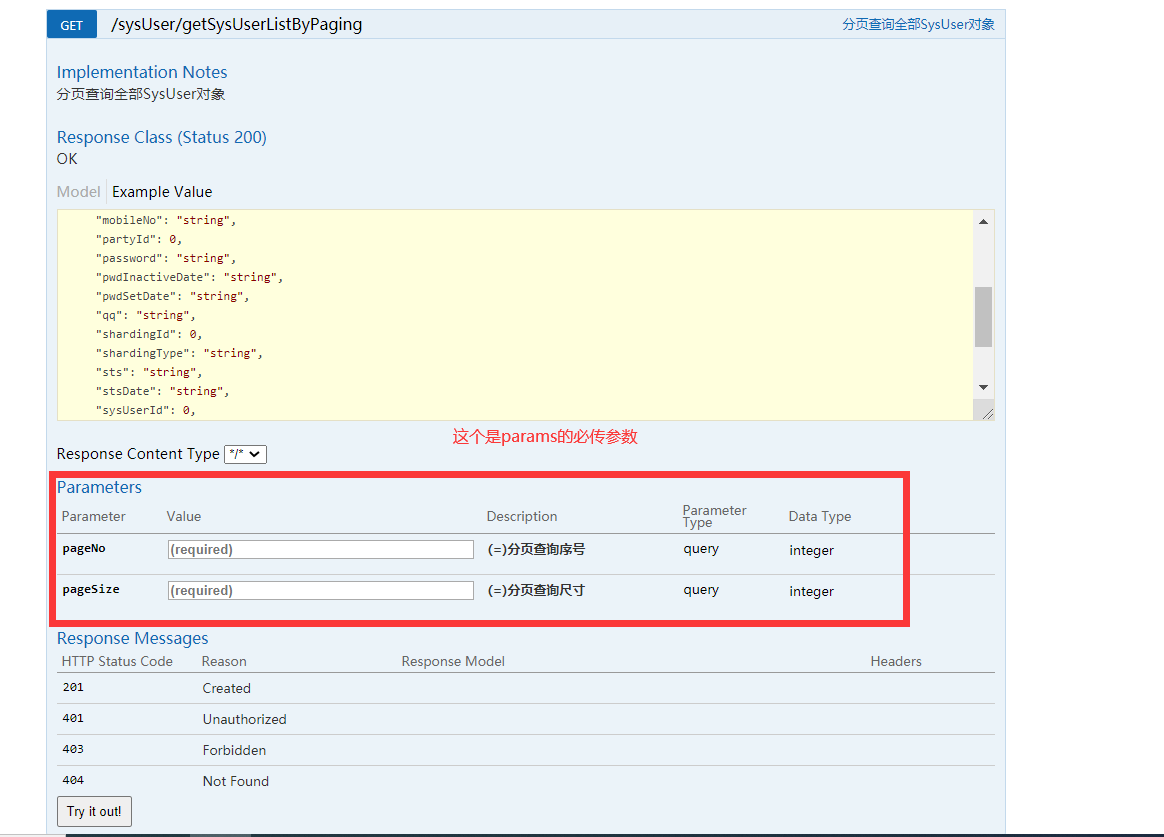 GET /sysUser/getSysUserListByPaging 分页查询全部SysUser对象
Implementation Notes
分页查询全部SysUser对象
Response Class (Status 200)
OK
Model Example Value
"mobileNo": "string",
"partyId": 0,
"password": "string",
"pwdInactiveDate": "string",
"pwdSetDate": "string",
"qq": "string",
"shardingId": 0,
"shardingType": "string",
"sts": "string",
"stsDate": "string",
"sysUserId": 0,
这个是params的必传参数
Response Content Type */*
Parameters
Parameter Value Description Parameter Type Data Type
pageNo (required) (=)分页查询序号 query integer
pageSize (required) (=)分页查询尺寸 query integer
Response Messages
HTTP Status Code Reason Response Model Headers
201 Created
401 Unauthorized
403 Forbidden
404 Not Found
Try it out!